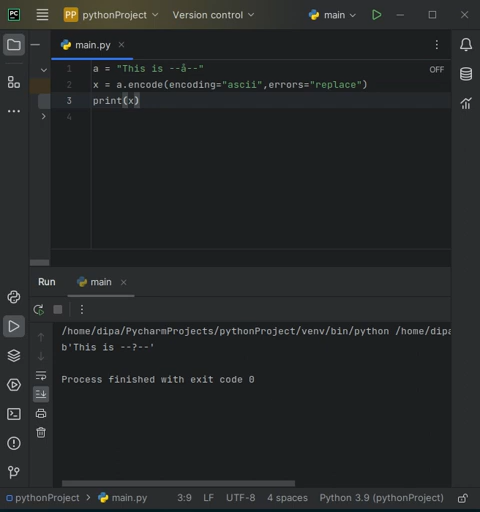 PC PP pythonProject Version control main
main.py
OFF
1 a = "This is --å--"
2 x = a.encode(encoding="ascii",errors="replace")
3 print(x)
4
Run main
/home/dipa/PycharmProjects/pythonProject/venv/bin/python /home/dipa
b'This is --?--'
Process finished with exit code 0
pythonProject > main.py 3:9 LF UTF-8 4 spaces Python 3.9 (pythonProject)